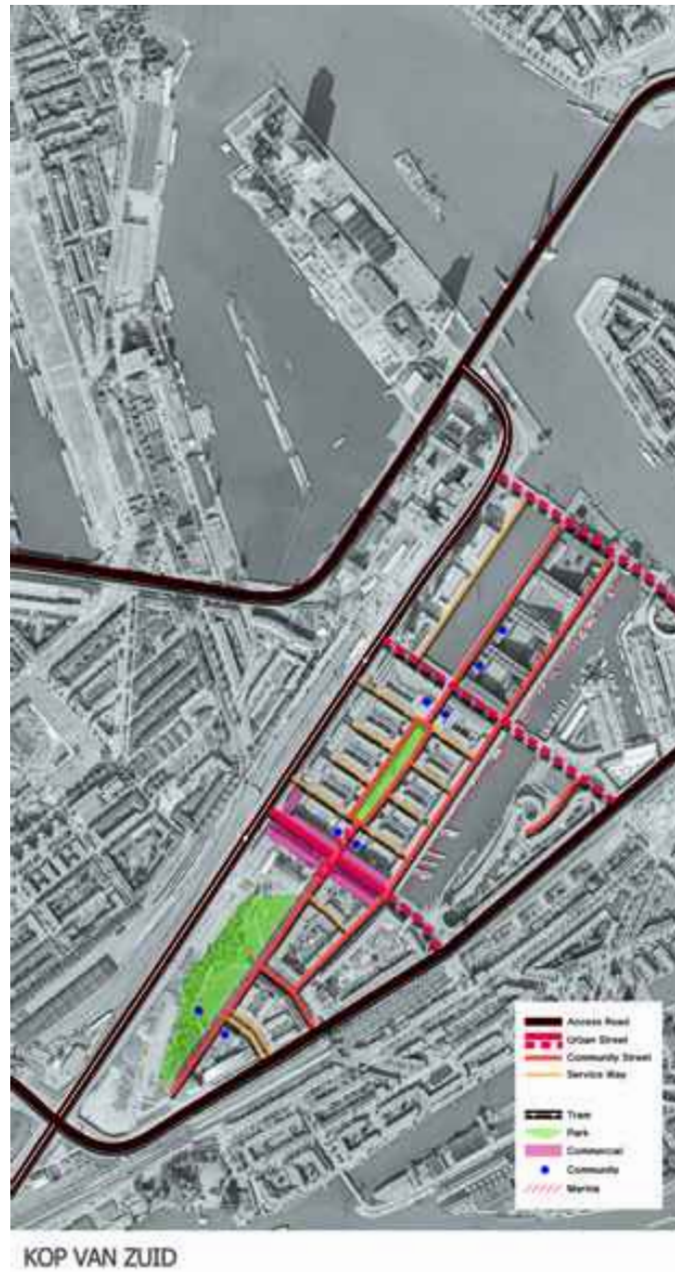 Access Road
Urban Street
Community Street
Service Way
Tram
Park
Commercial
Community
Marina
KOP VAN ZUID